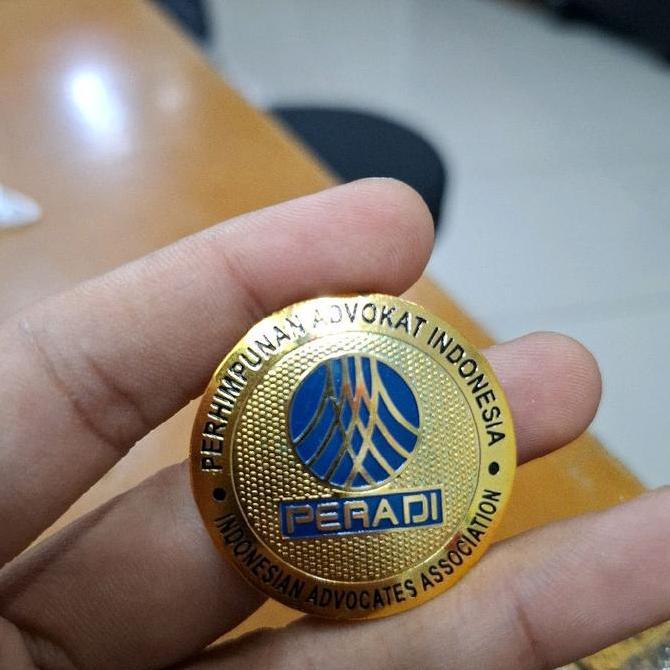 PERHIMPUNAN ADVOKAT INDONESIA
PERADI
INDONESIAN ADVOCATES ASSOCIATION